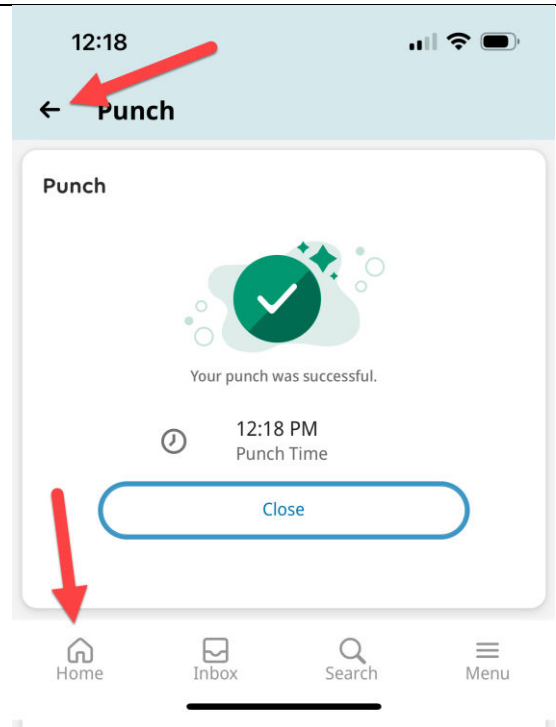 12:18
Punch
Punch
Your punch was successful.
12:18 PM
Punch Time
Close
Home Inbox Search Menu